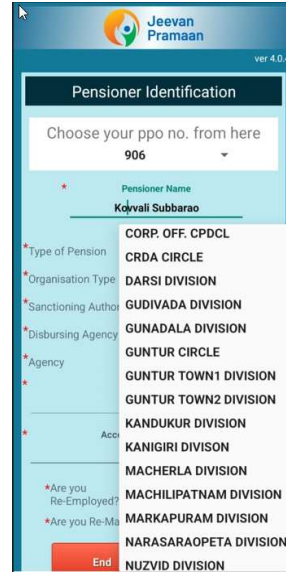 Jeevan
Pramaan
ver 4.0.
Pensioner Identification
Choose your ppo no. from here
906
* Pensioner Name
Kovvali Subbarao
*Type of Pension
*Organisation Type
*Sanctioning Author
*Disbursing Agency
*Agency
*
* Acc
*Are you
Re-Employed?
*Are you Re-Ma
End
CORP. OFF. CPDCL
CRDA CIRCLE
DARSI DIVISION
GUDIVADA DIVISION
GUNADALA DIVISION
GUNTUR CIRCLE
GUNTUR TOWN1 DIVISION
GUNTUR TOWN2 DIVISION
KANDUKUR DIVISION
KANIGIRI DIVISON
MACHERLA DIVISION
MACHILIPATNAM DIVISION
MARKAPURAM DIVISION
NARASARAOPETA DIVISION
NUZVID DIVISION